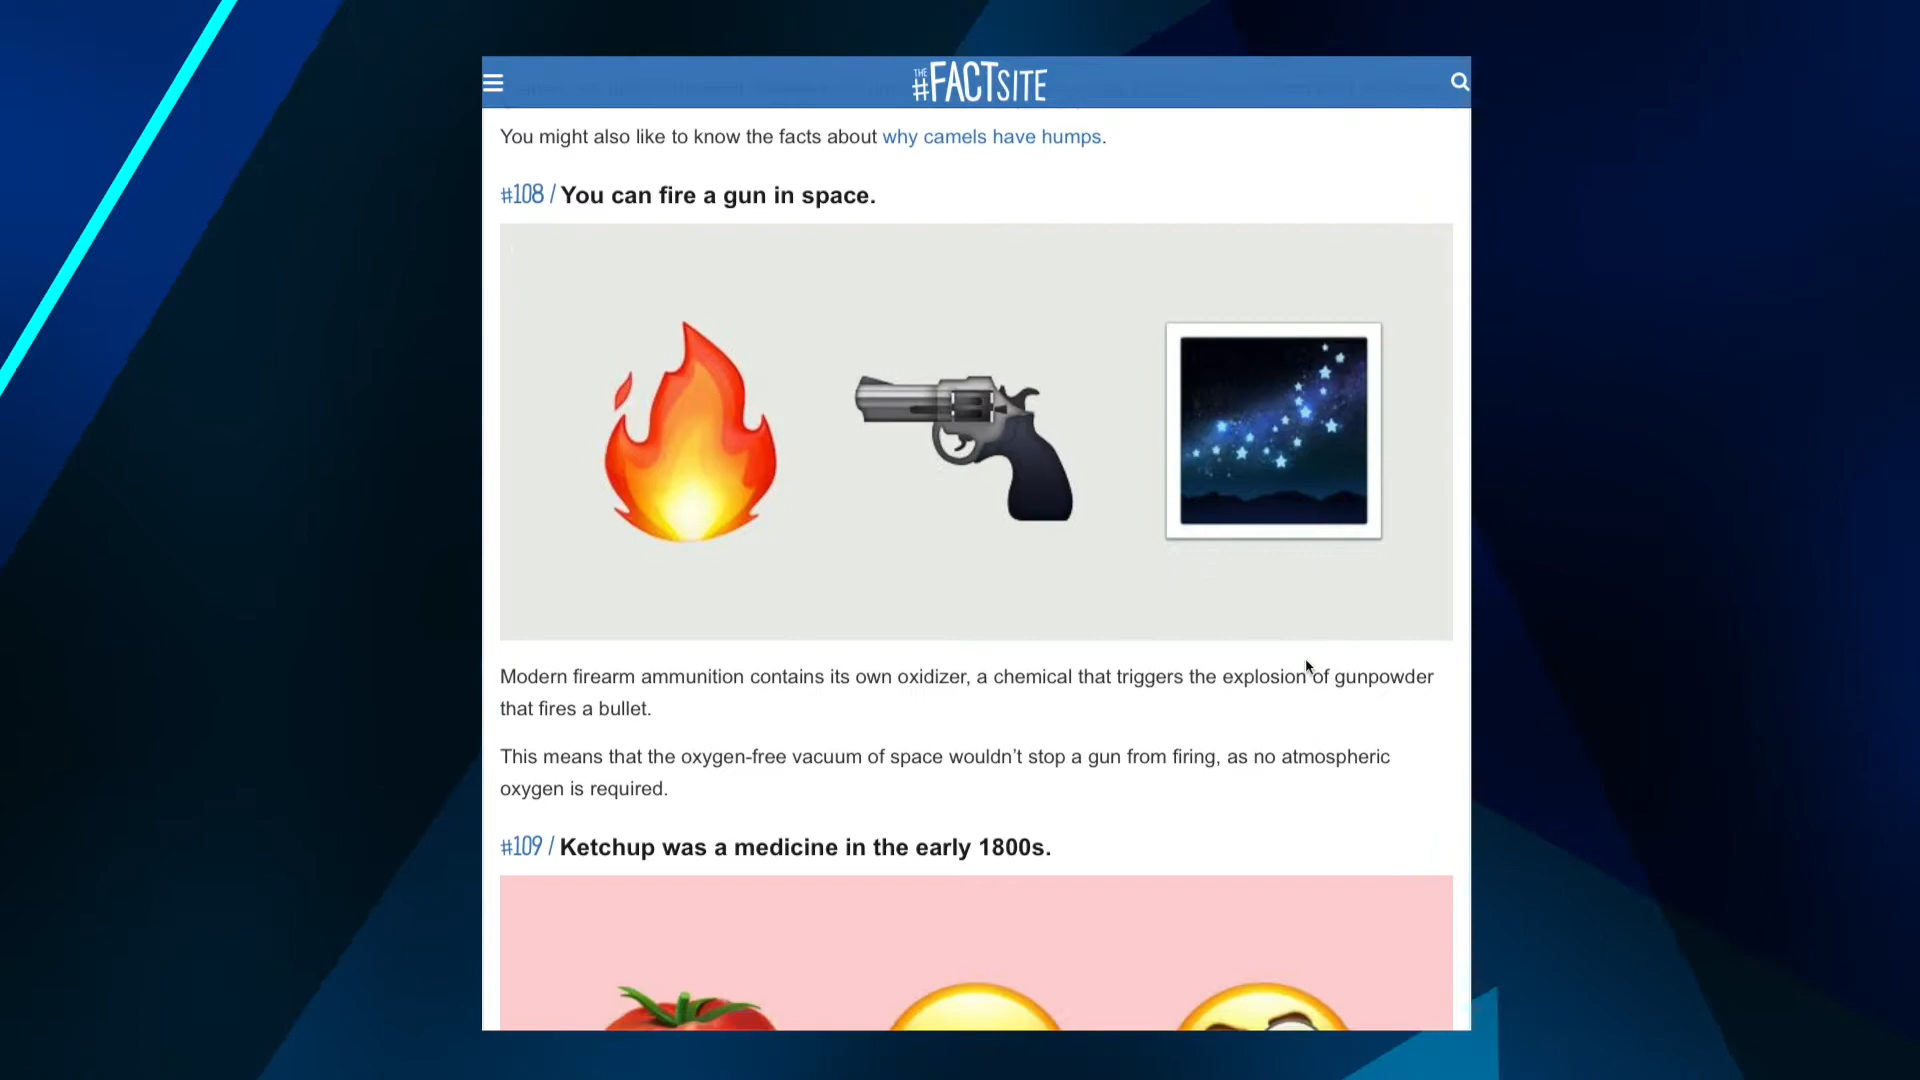 THE #FACTSITE
You might also like to know the facts about why camels have humps.
#108 / You can fire a gun in space.
Modern firearm ammunition contains its own oxidizer, a chemical that triggers the explosion of gunpowder
that fires a bullet.
This means that the oxygen-free vacuum of space wouldn’t stop a gun from firing, as no atmospheric
oxygen is required.
#109 / Ketchup was a medicine in the early 1800s.